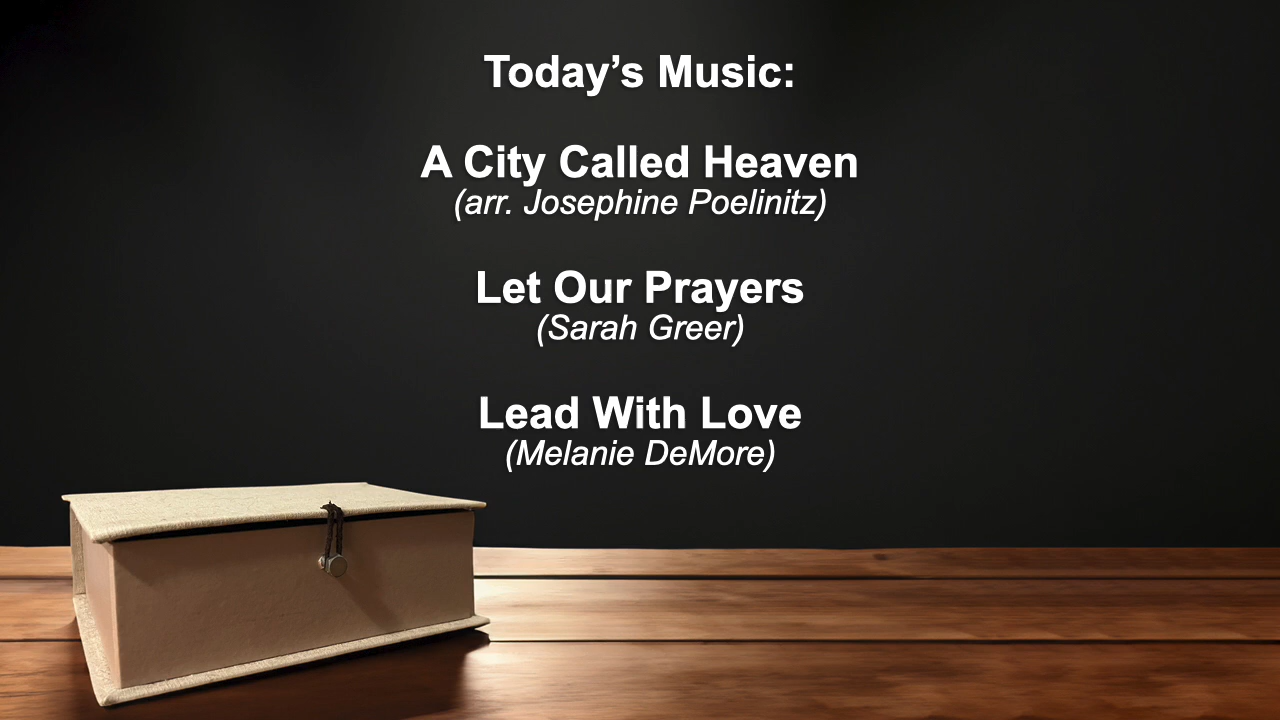 Today’s Music:
A City Called Heaven
(arr. Josephine Poelinitz)
Let Our Prayers
(Sarah Greer)
Lead With Love
(Melanie DeMore)